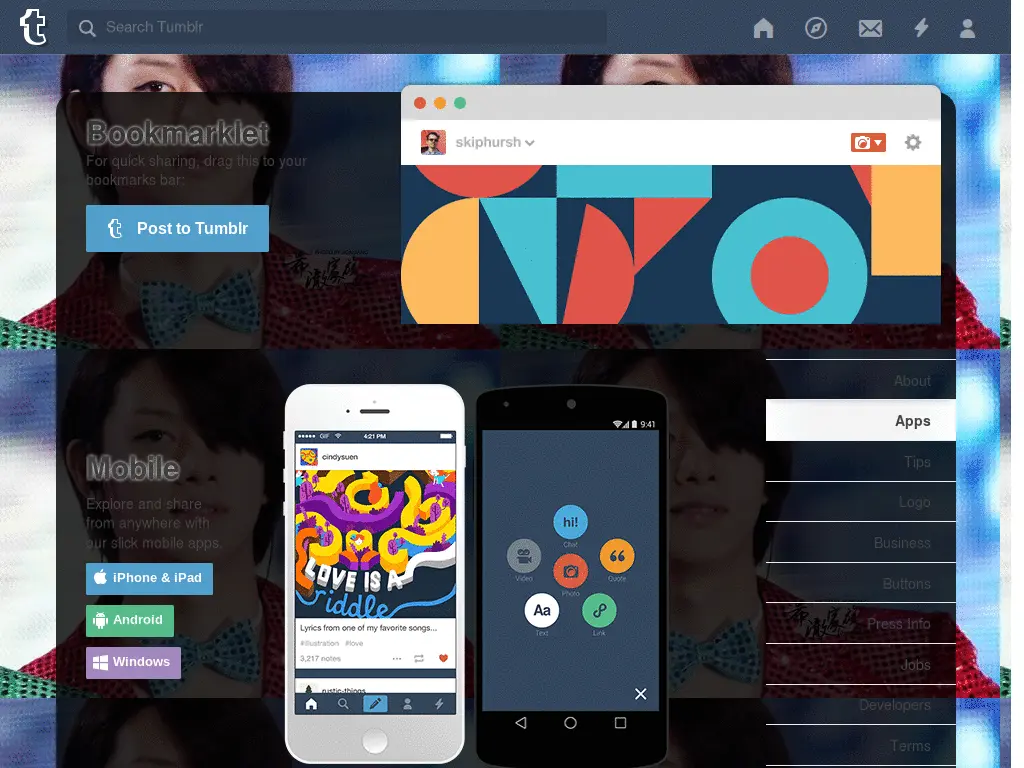 Search Tumblr
Bookmarklet
For quick sharing, drag this to your
bookmarks bar:
Post to Tumblr
skiphursh
About
Apps
Tips
Logo
Business
Buttons
Press Info
Jobs
Developers
Terms
Mobile
Explore and share
from anywhere with
our slick mobile apps.
iPhone & iPad
Android
Windows
GIF
4:21 PM
cindysuen
LOVE IS A
riddle
Lyrics from one of my favorite songs...
#illustration #love
3,217 notes
rustic-things
9:41
hi!
Chat
Video
Quote
Photo
Aa
Text
Link